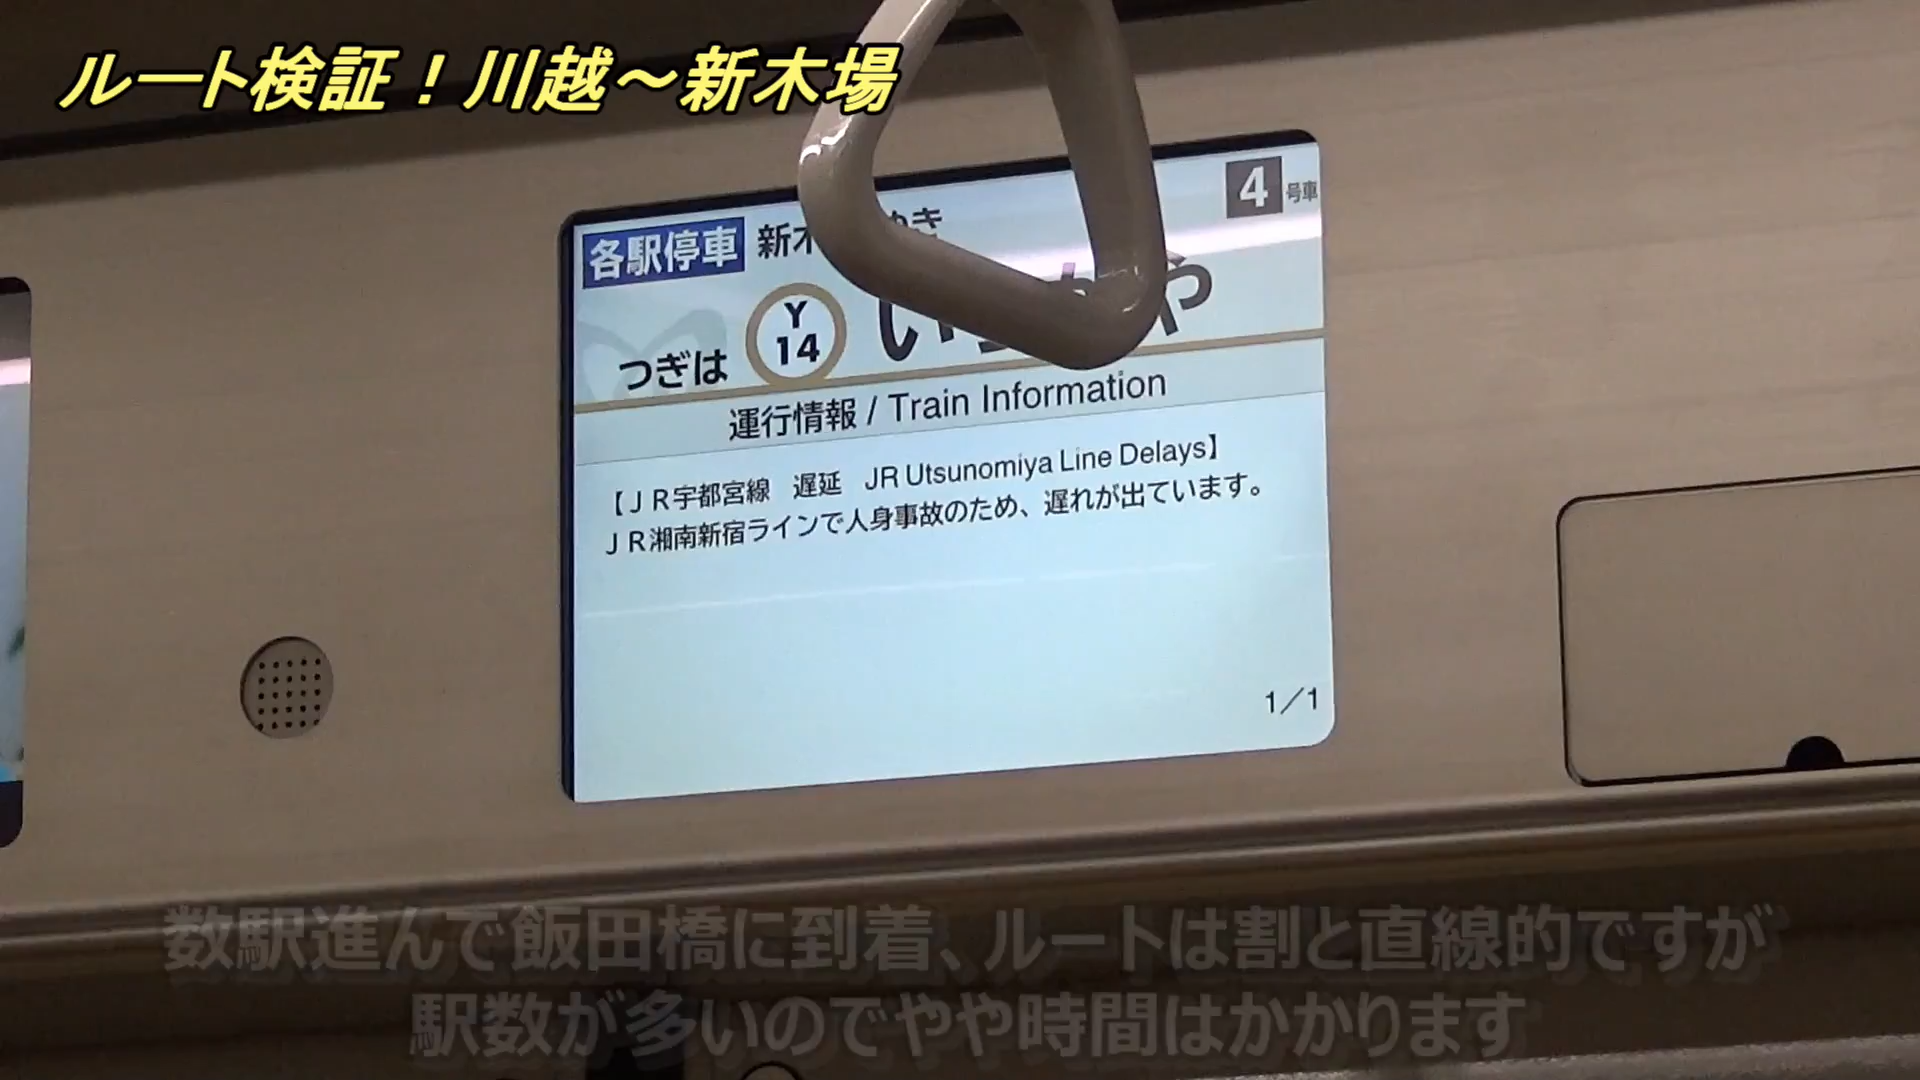 ルート検証！川越～新木場
4号車
各駅停車 新木
つぎは Y 14
運行情報 / Train Information
【ＪＲ宇都宮線　遅延　JR Utsunomiya Line Delays】
ＪＲ湘南新宿ラインで人身事故のため、遅れが出ています。
1／1
数駅進んで飯田橋に到着、ルートは割と直線的ですが
駅数が多いのでやや時間はかかります